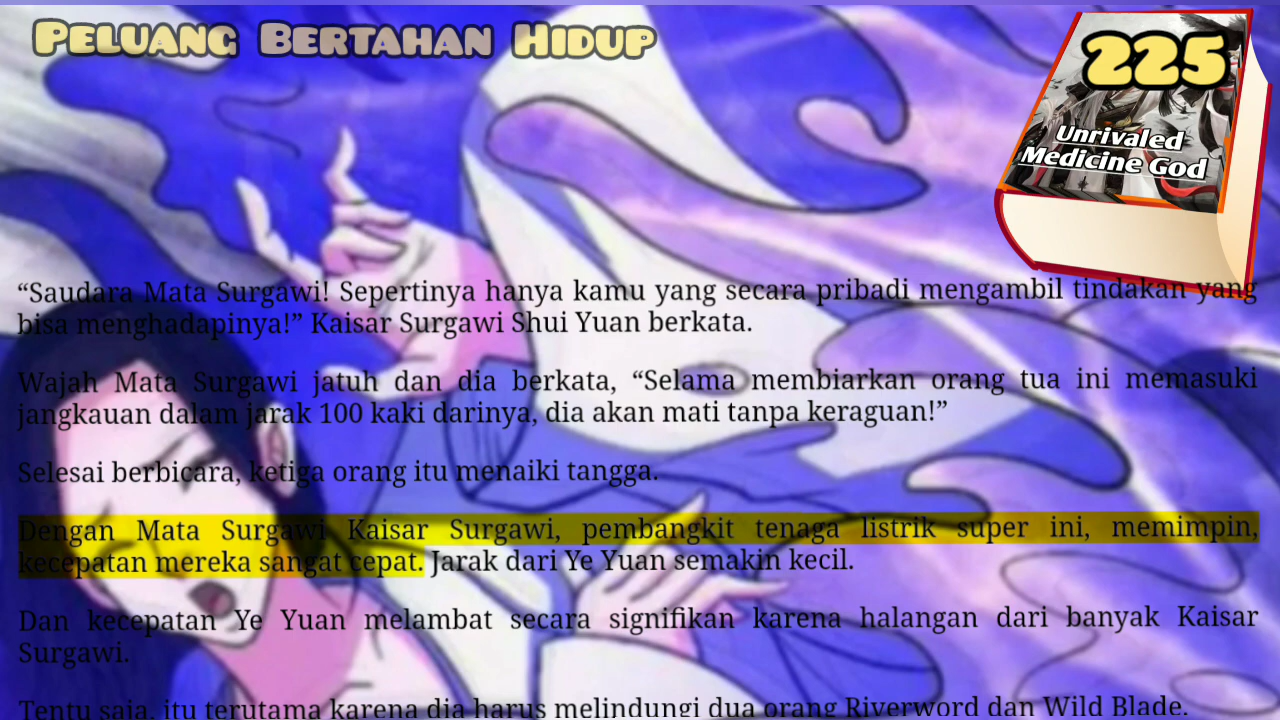 Peluang Bertahan Hidup
225
Unrivaled
Medicine God
“Saudara Mata Surgawi! Sepertinya hanya kamu yang secara pribadi mengambil tindakan yang
bisa menghadapinya!” Kaisar Surgawi Shui Yuan berkata.
Wajah Mata Surgawi jatuh dan dia berkata, “Selama membiarkan orang tua ini memasuki
jangkauan dalam jarak 100 kaki darinya, dia akan mati tanpa keraguan!”
Selesai berbicara, ketiga orang itu menaiki tangga.
Dengan Mata Surgawi Kaisar Surgawi, pembangkit tenaga listrik super ini, memimpin,
kecepatan mereka sangat cepat. Jarak dari Ye Yuan semakin kecil.
Dan kecepatan Ye Yuan melambat secara signifikan karena halangan dari banyak Kaisar
Surgawi.
Tentu saja, itu terutama karena dia harus melindungi dua orang Riverword dan Wild Blade.